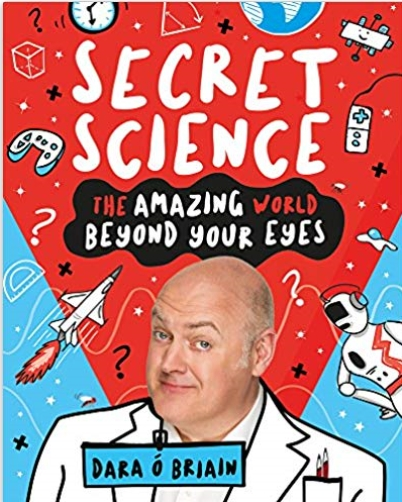 SECRET
SCIENCE
THE AMAZING WORLD
BEYOND YOUR EYES
DARA Ó BRIAIN